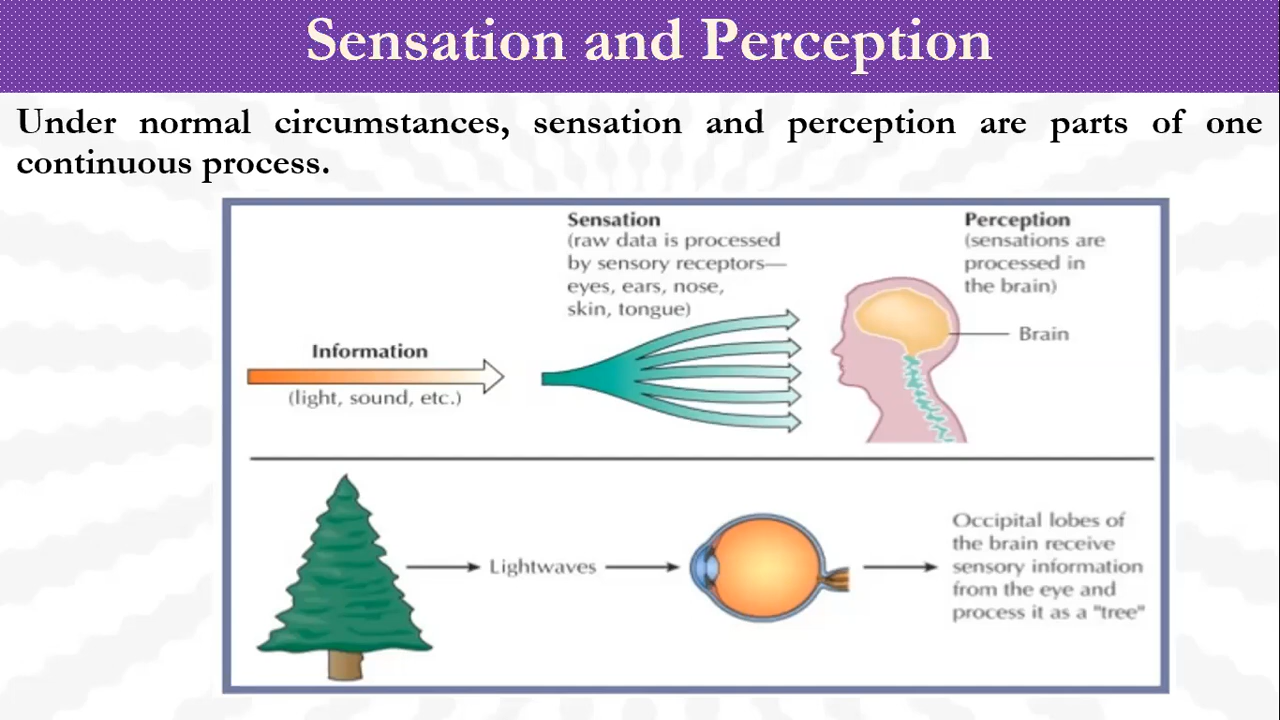 Sensation and Perception
Under normal circumstances, sensation and perception are parts of one
continuous process.
Sensation
(raw data is processed
by sensory receptors—
eyes, ears, nose,
skin, tongue)
Perception
(sensations are
processed in
the brain)
Brain
Information
(light, sound, etc.)
Lightwaves
Occipital lobes of
the brain receive
sensory information
from the eye and
process it as a "tree"